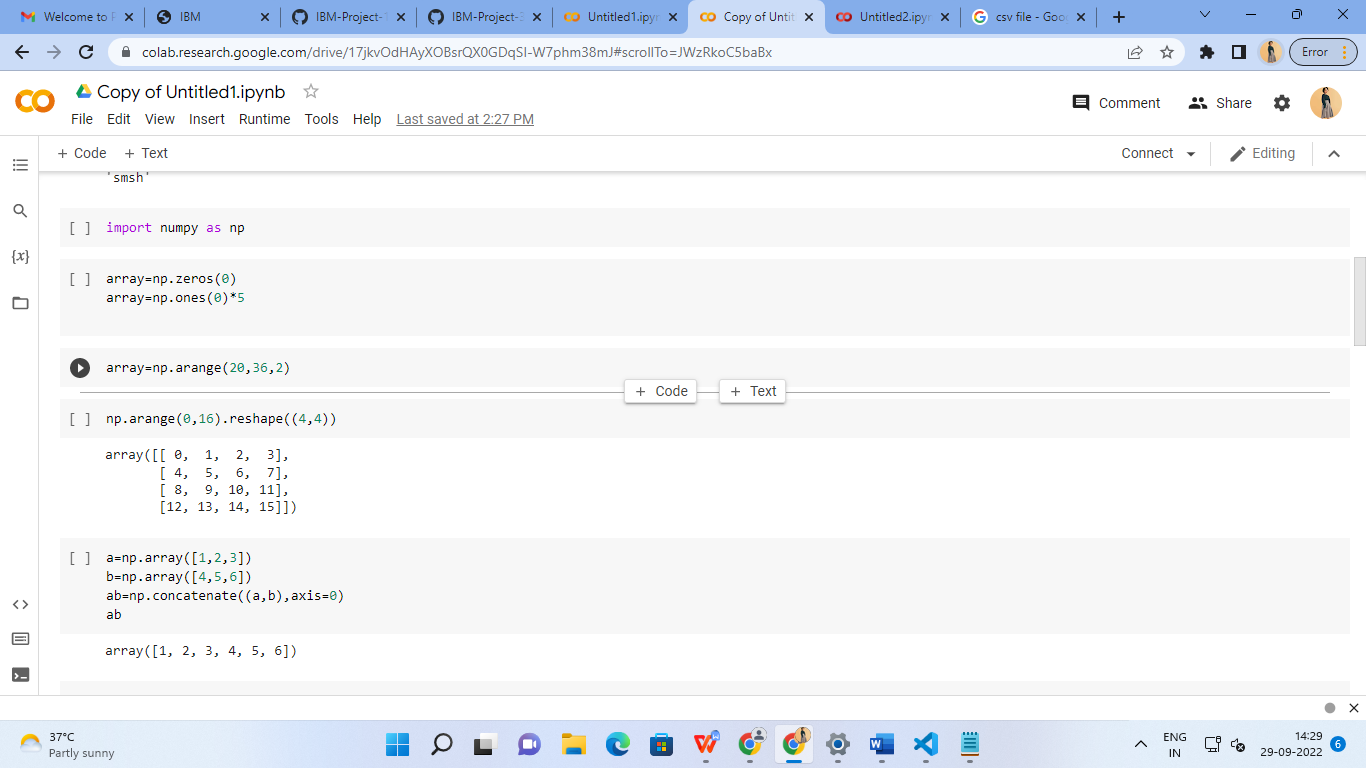 Welcome to P
IBM
IBM-Project-1
IBM-Project-3
Untitled1.ipyn
Copy of Untit
Untitled2.ipyn
csv file - Goo
colab.research.google.com/drive/17jkvOdHAyXOBsrQX0GDqSI-W7phm38mJ#scrollTo=JWzRkoC5baBx
Error
Copy of Untitled1.ipynb
Comment
Share
File Edit View Insert Runtime Tools Help Last saved at 2:27 PM
+ Code + Text
Connect
Editing
'smsh'
[ ] import numpy as np
[ ] array=np.zeros(0)
array=np.ones(0)*5
array=np.arange(20,36,2)
+ Code + Text
[ ] np.arange(0,16).reshape((4,4))
array([[ 0, 1, 2, 3],
[ 4, 5, 6, 7],
[ 8, 9, 10, 11],
[12, 13, 14, 15]])
[ ] a=np.array([1,2,3])
b=np.array([4,5,6])
ab=np.concatenate((a,b),axis=0)
ab
array([1, 2, 3, 4, 5, 6])
37°C
Partly sunny
ENG
IN
14:29
29-09-2022
6